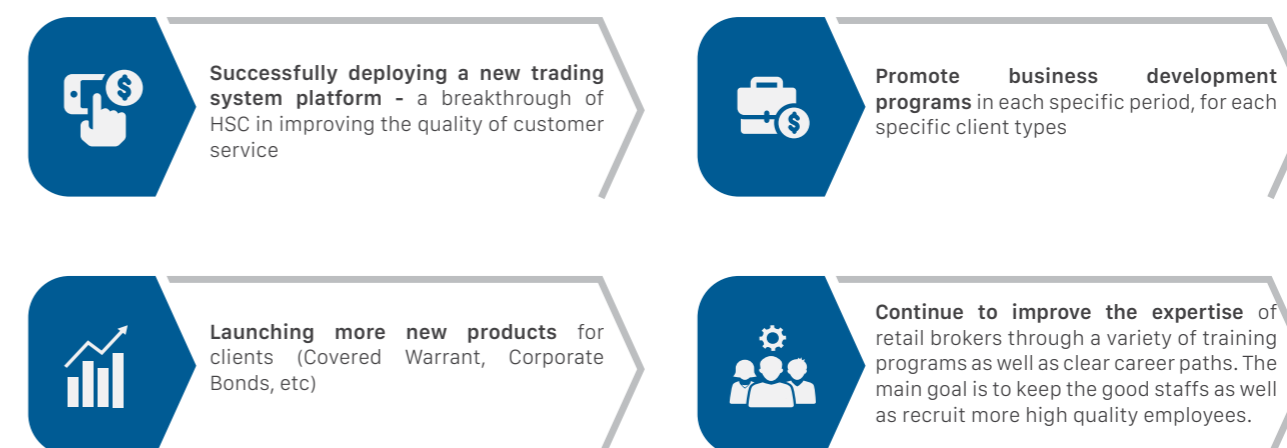 Successfully deploying a new trading
system platform - a breakthrough of
HSC in improving the quality of customer
service
Promote business development
programs in each specific period, for each
specific client types
Launching more new products for
clients (Covered Warrant, Corporate
Bonds, etc)
Continue to improve the expertise of
retail brokers through a variety of training
programs as well as clear career paths. The
main goal is to keep the good staffs as well
as recruit more high quality employees.